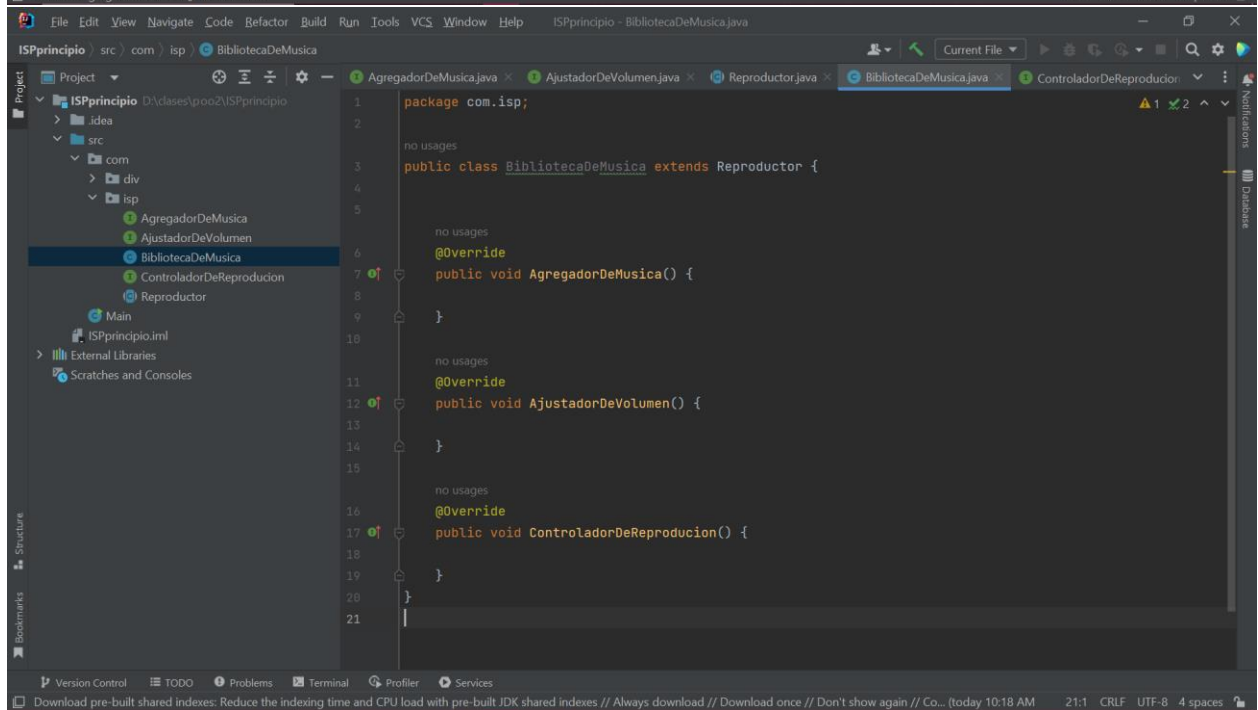 File Edit View Navigate Code Refactor Build Run Tools VCS Window Help ISPprincipio - BibliotecaDeMusica.java
ISPprincipio src com isp BibliotecaDeMusica Current File
Project AgregadorDeMusica.java AjustadorDeVolumen.java Reproductor.java BibliotecaDeMusica.java ControladorDeReproducion
Project
Notifications
Database
Structure
Bookmarks
ISPprincipio D:\clases\poo2\ISPprincipio
.idea
src
com
div
isp
AgregadorDeMusica
AjustadorDeVolumen
BibliotecaDeMusica
ControladorDeReproducion
Reproductor
Main
ISPprincipio.iml
External Libraries
Scratches and Consoles
1 package com.isp;
2
no usages
3 public class BibliotecaDeMusica extends Reproductor {
4
5
no usages
6 @Override
7 public void AgregadorDeMusica() {
8
9 }
10
no usages
11 @Override
12 public void AjustadorDeVolumen() {
13
14 }
15
no usages
16 @Override
17 public void ControladorDeReproducion() {
18
19 }
20 }
21
1 2
Version Control TODO Problems Terminal Profiler Services
Download pre-built shared indexes: Reduce the indexing time and CPU load with pre-built JDK shared indexes // Always download // Download once // Don't show again // Co... (today 10:18 AM 21:1 CRLF UTF-8 4 spaces